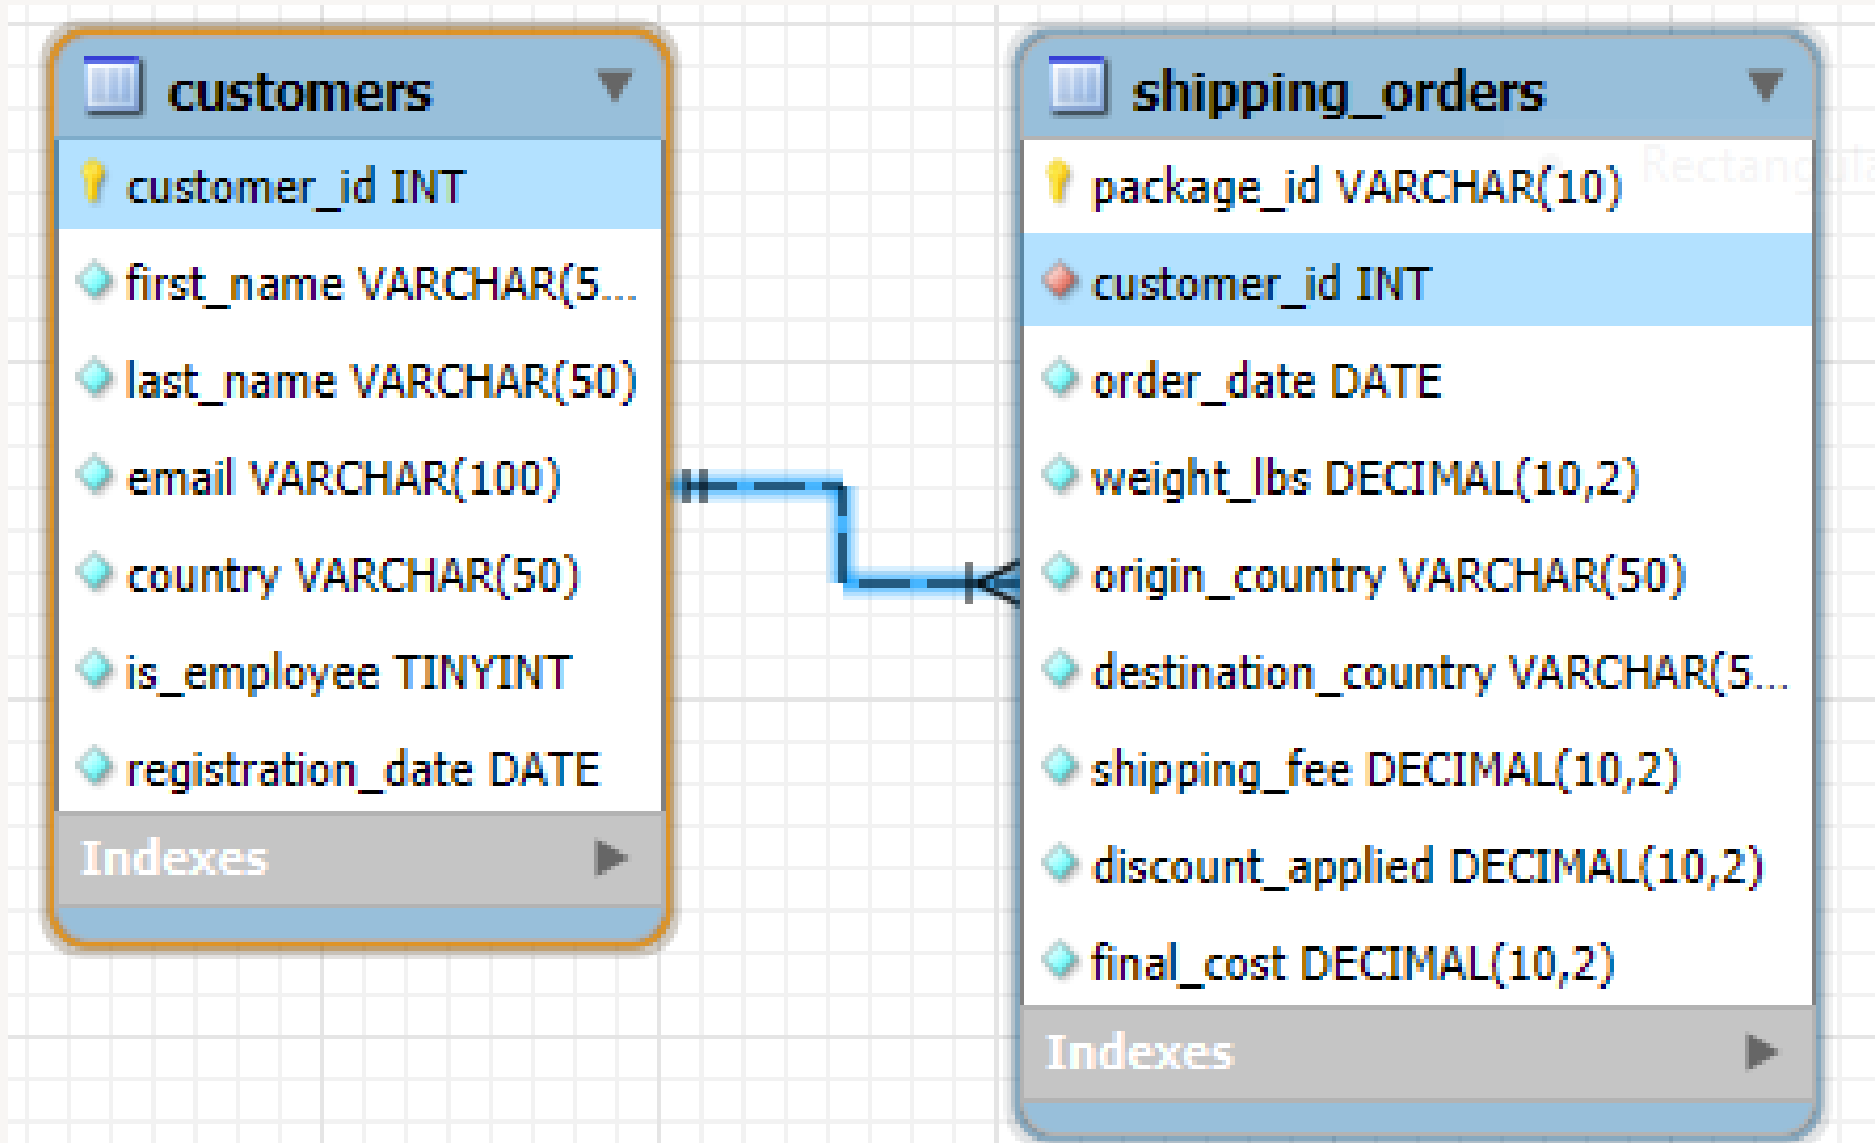 customers
customer_id INT
first_name VARCHAR(5...
last_name VARCHAR(50)
email VARCHAR(100)
country VARCHAR(50)
is_employee TINYINT
registration_date DATE
Indexes
shipping_orders
package_id VARCHAR(10)
customer_id INT
order_date DATE
weight_lbs DECIMAL(10,2)
origin_country VARCHAR(50)
destination_country VARCHAR(5...
shipping_fee DECIMAL(10,2)
discount_applied DECIMAL(10,2)
final_cost DECIMAL(10,2)
Indexes